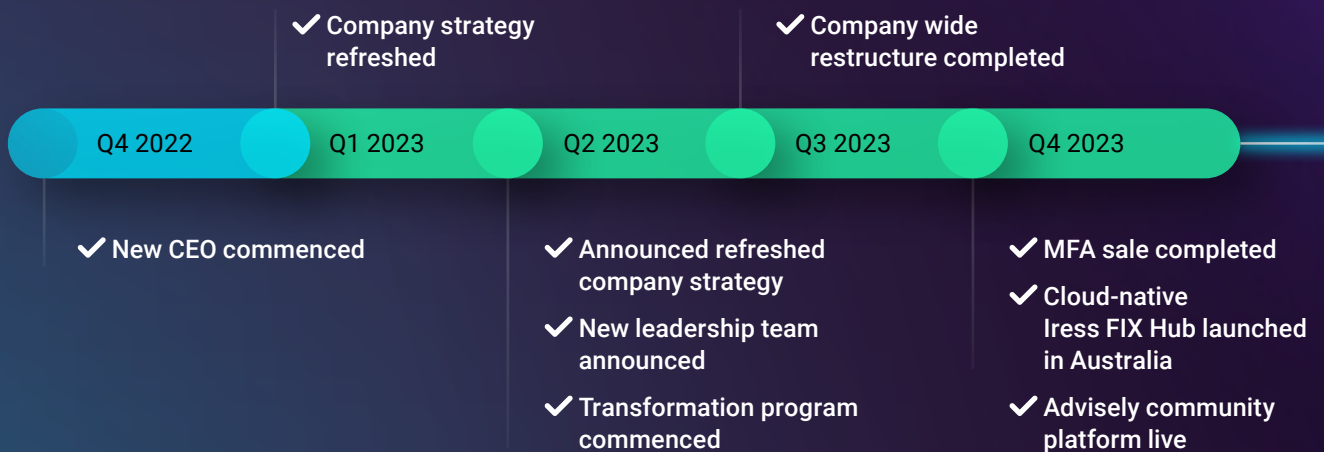 Company strategy
refreshed
Company wide
restructure completed
Q4 2022
Q1 2023
Q2 2023
Q3 2023
Q4 2023
New CEO commenced
Announced refreshed
company strategy
New leadership team
announced
Transformation program
commenced
MFA sale completed
Cloud-native
Iress FIX Hub launched
in Australia
Advisely community
platform live